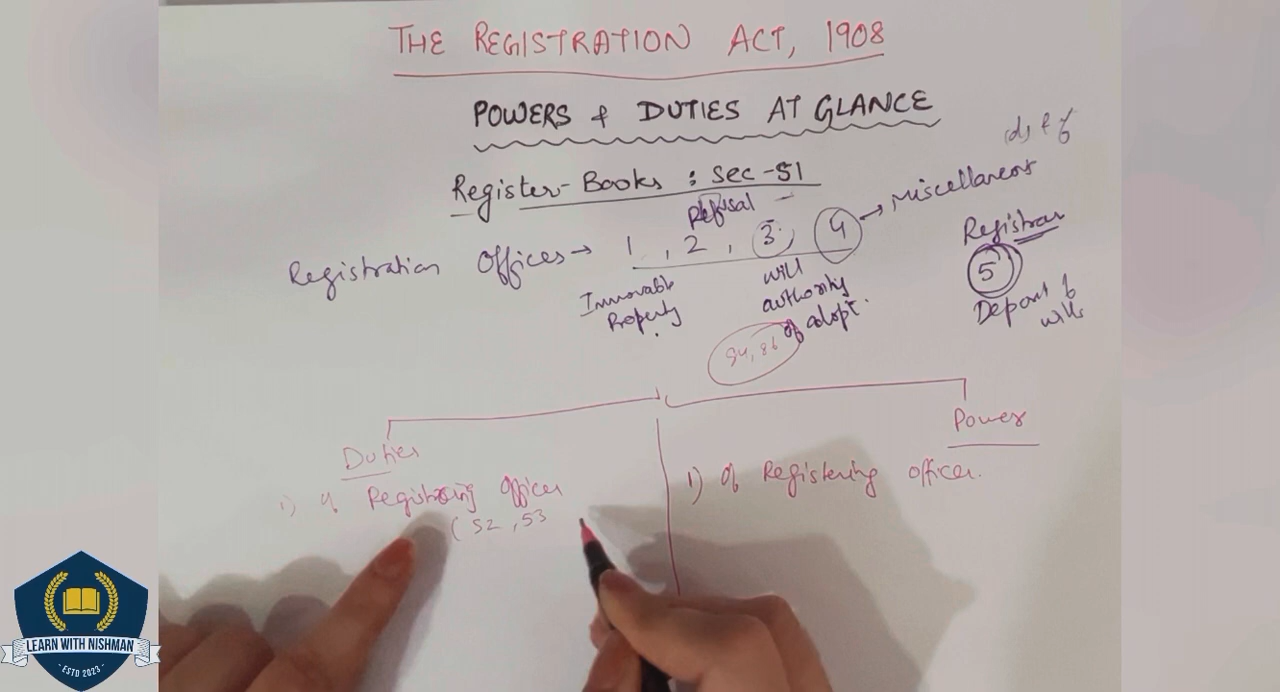 THE REGISTRATION ACT, 1908
POWERS & DUTIES AT GLANCE
Register-Books : Sec-51
Refusal
Registration Offices → 1, 2, 3, 4 → Miscellaneous
Immovable Property
will authority of adopt.
Registrar
5
Deposit of wills
Duties
1) of Registering Officer
(52, 53
Power
1) of Registering officer.
LEARN WITH NISHMAN
ESTD 2023